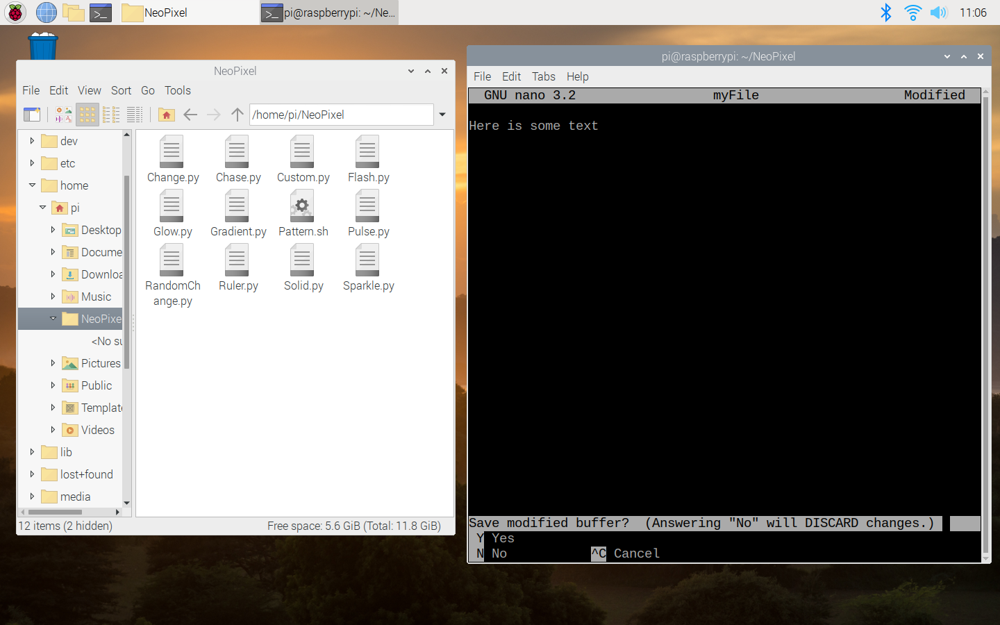 NeoPixel
pi@raspberrypi: ~/Ne...
11:06
NeoPixel
File Edit View Sort Go Tools
/home/pi/NeoPixel
dev
etc
home
pi
Desktop
Docume
Downloa
Music
NeoPixe
<No su
Pictures
Public
Template
Videos
lib
lost+found
media
Change.py Chase.py Custom.py Flash.py
Glow.py Gradient.py Pattern.sh Pulse.py
RandomCh
ange.py Ruler.py Solid.py Sparkle.py
12 items (2 hidden) Free space: 5.6 GiB (Total: 11.8 GiB)
pi@raspberrypi: ~/NeoPixel
File Edit Tabs Help
GNU nano 3.2 myFile Modified
Here is some text
Save modified buffer?  (Answering "No" will DISCARD changes.)
Y Yes
N No ^C Cancel